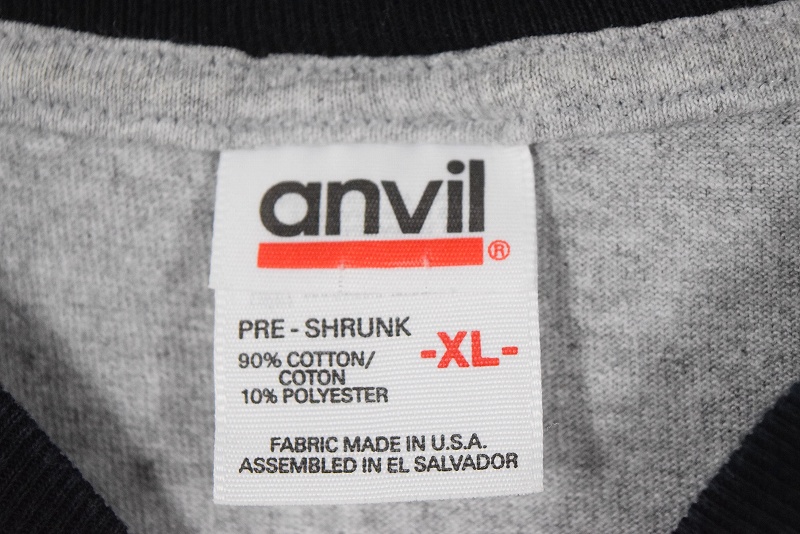 anvil
®
PRE - SHRUNK
-XL-
90% COTTON/
COTON
10% POLYESTER
FABRIC MADE IN U.S.A.
ASSEMBLED IN EL SALVADOR